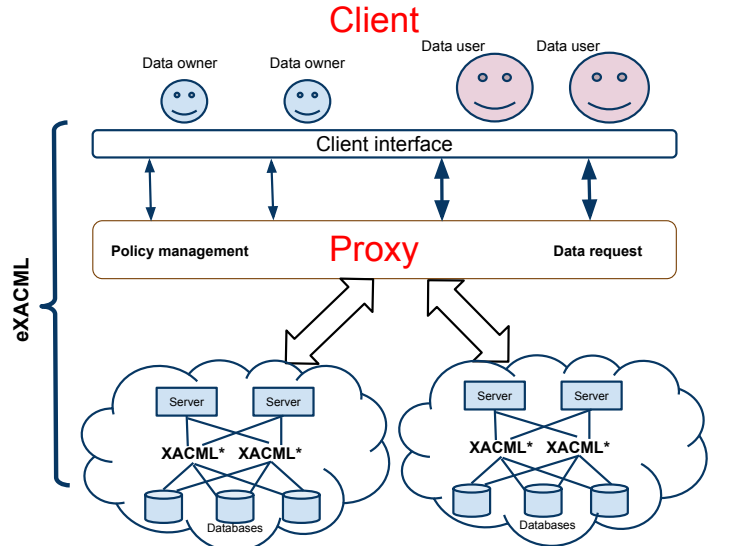 Client
Data owner
Data owner
Data user
Data user
Client interface
Policy management
Proxy
Data request
eXACML
Server
Server
XACML*
XACML*
Databases
Server
Server
XACML*
XACML*
Databases